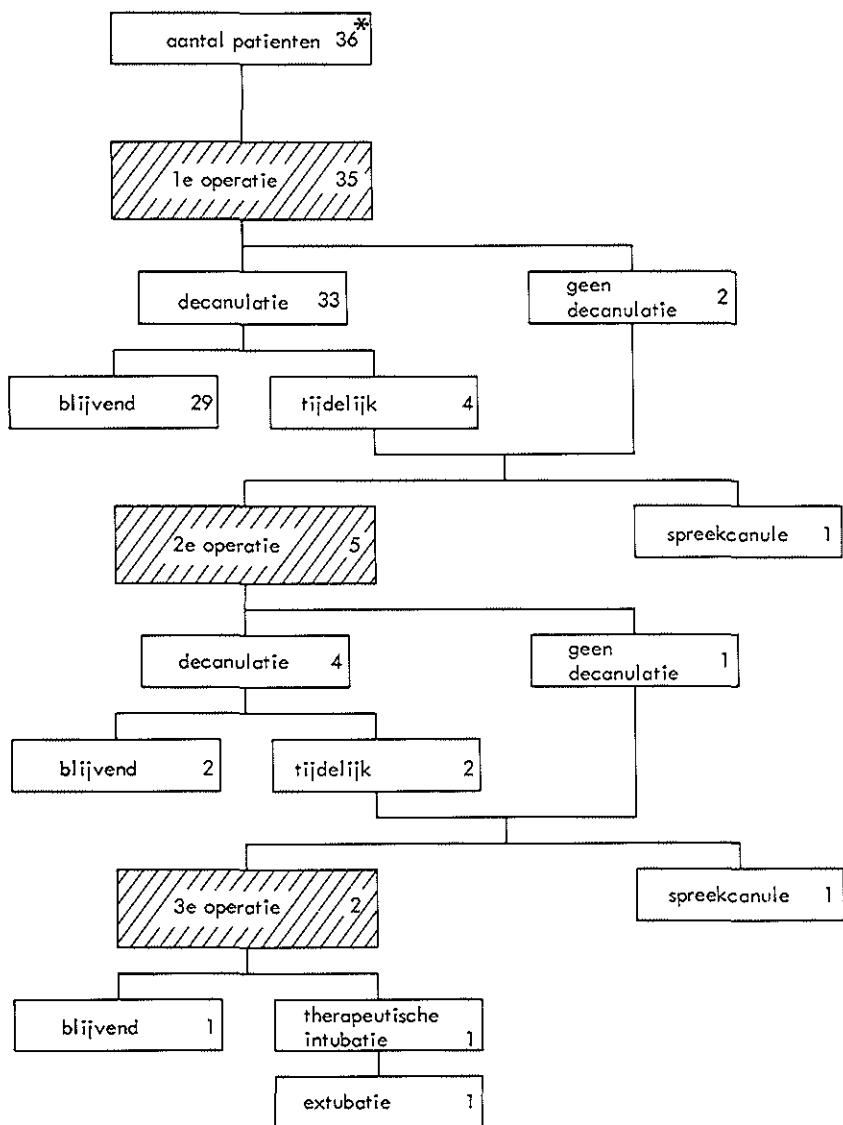 aantal patienten 36*
1e operatie 35
decanulatie 33
geen
decanulatie 2
blijvend 29
tijdelijk 4
2e operatie 5
spreekcanule 1
decanulatie 4
geen
decanulatie 1
blijvend 2
tijdelijk 2
3e operatie 2
spreekcanule 1
blijvend 1
therapeutische
intubatie 1
extubatie 1